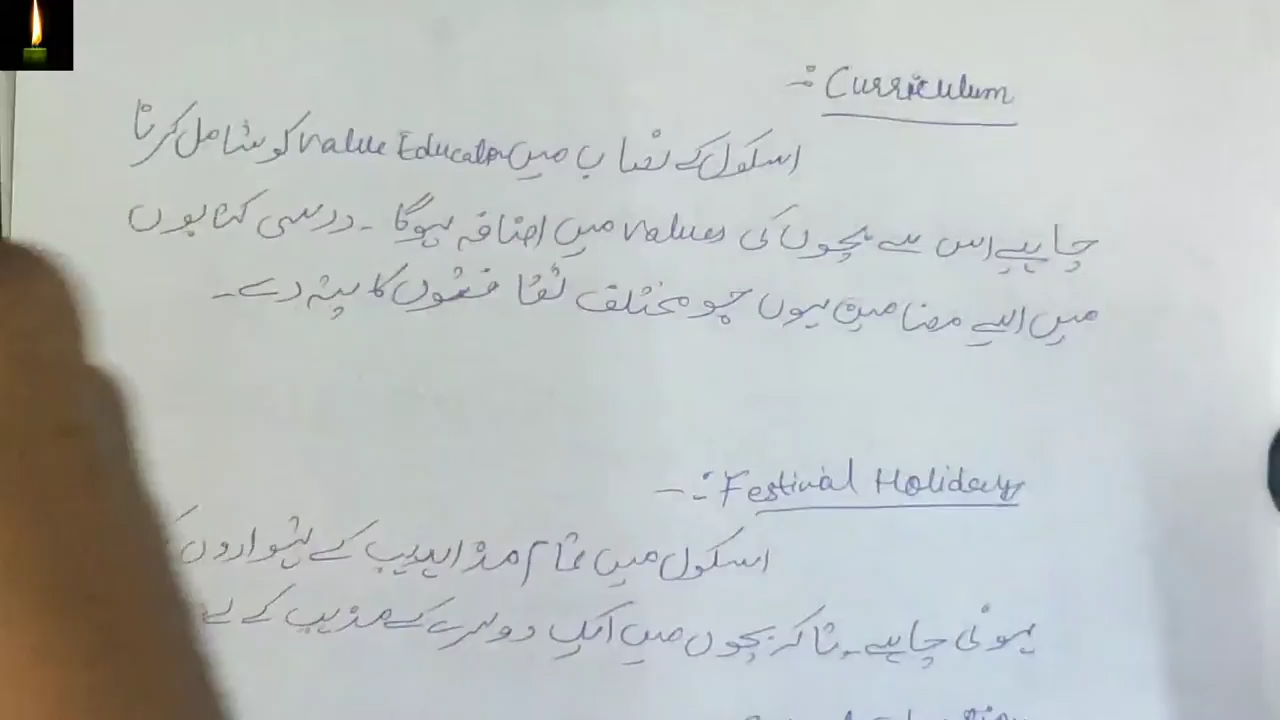 Curriculum :-
اسکول کے نصاب میں Value Education کو شامل کرنا
چاہیے اس سے بچوں کی values میں اضافہ ہوگا ۔ درسی کتابوں
میں ایسے مضامین ہوں جو مختلف ثقافتوں کا پتہ دے ۔
Festival Holidays :-
اسکول میں تمام مذاہب کے تہواروں
ہونی چاہیے ۔ تاکہ بچوں میں ایک دوسرے کے مذہب کے لیے